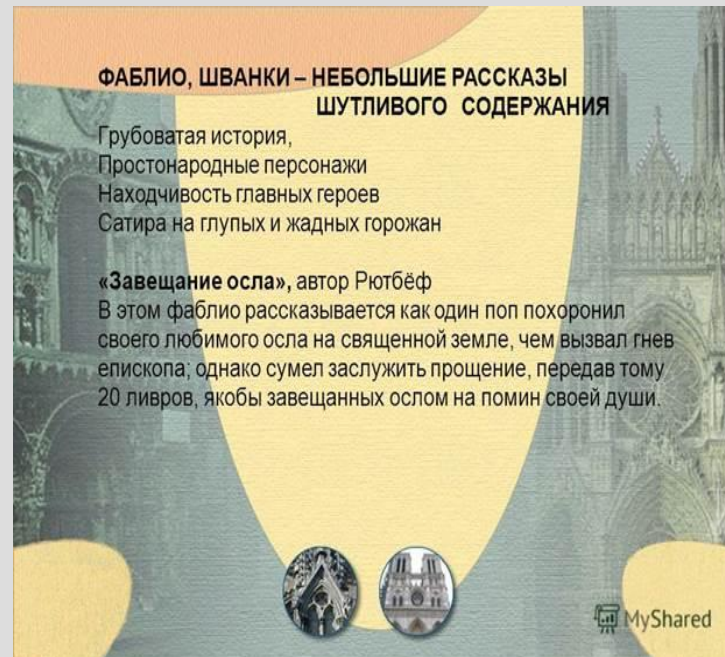 ФАБЛИО, ШВАНКИ – НЕБОЛЬШИЕ РАССКАЗЫ
ШУТЛИВОГО СОДЕРЖАНИЯ
Грубоватая история,
Простонародные персонажи
Находчивость главных героев
Сатира на глупых и жадных горожан
«Завещание осла», автор Рютбёф
В этом фаблио рассказывается как один поп похоронил
своего любимого осла на священной земле, чем вызвал гнев
епископа; однако сумел заслужить прощение, передав тому
20 ливров, якобы завещанных ослом на помин своей души.
MyShared